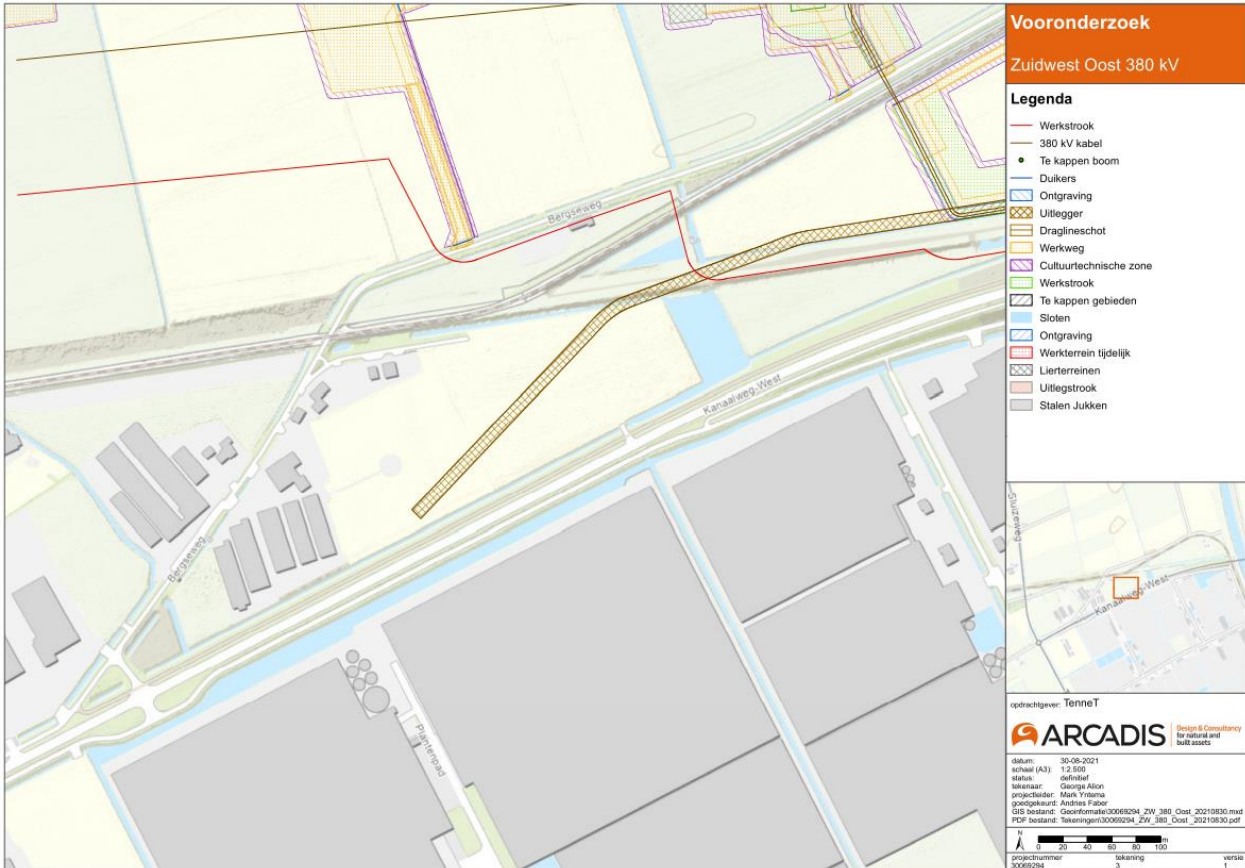 Vooronderzoek
Zuidwest Oost 380 kV
Legenda
Werkstrook
380 kV kabel
Te kappen boom
Duikers
Ontgraving
Uitlegger
Draglineschot
Werkweg
Cultuurtechnische zone
Werkstrook
Te kappen gebieden
Sloten
Ontgraving
Werkterrein tijdelijk
Lierterreinen
Uitlegstrook
Stalen Jukken
Bergseweg
Kanaalweg-West
Bergseweg
Plantenpad
Sluizeweg
Kanaalweg-West
opdrachtgever: TenneT
ARCADIS
Design & Consultancy
for natural and
built assets
datum: 30-08-2021
schaal (A3): 1:2.500
status: definitief
tekenaar: George Alion
projectleider: Mark Yntema
goedgekeurd: Andries Faber
GIS bestand: Geoinformatie\30069294_ZW_380_Oost_20210830.mxd
PDF bestand: Tekeningen\30069294_ZW_380_Oost_20210830.pdf
N
0 20 40 60 80 100 m
projectnummer tekening versie
30069294 3 1